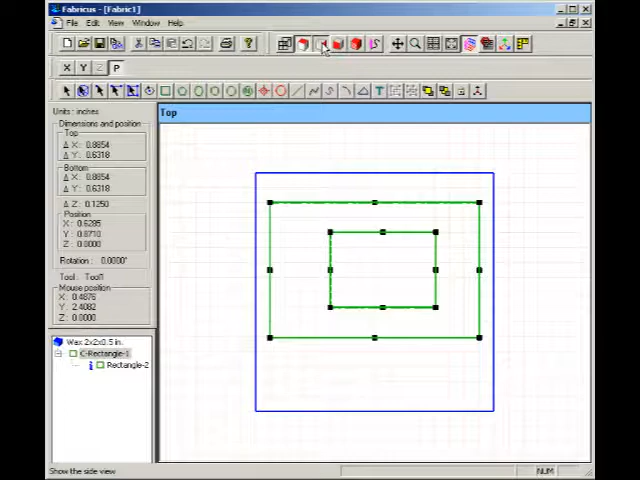 Fabricus - [Fabric1]
File Edit View Window Help
X Y Z P
Units: inches
Dimensions and position
Top
Δ X: 0.8854
Δ Y: 0.6318
Bottom
Δ X: 0.8854
Δ Y: 0.6318
Δ Z: 0.1250
Position
X: 0.6285
Y: 0.8710
Z: 0.0000
Rotation : 0.0000°
Tool : Tool1
Mouse position
X: 0.4876
Y: 2.4082
Z: 0.0000
Top
Wax 2x2x0.5 in.
C-Rectangle-1
Rectangle-2
Show the side view
NUM